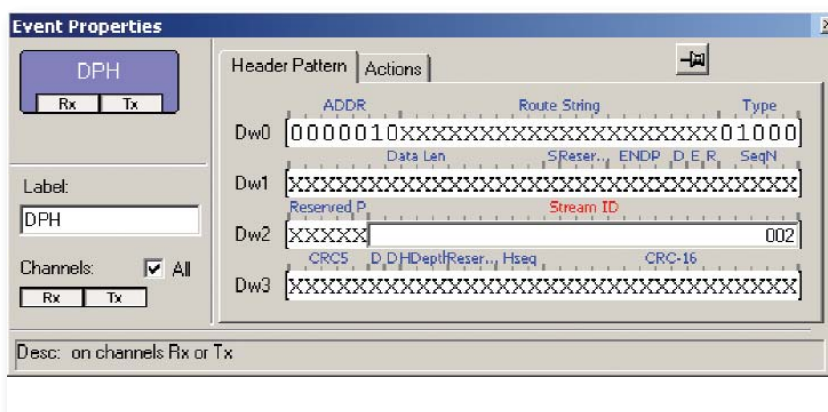 Event Properties
DPH
Rx Tx
Label:
DPH
Channels: All
Rx Tx
Header Pattern Actions
ADDR Route String Type
Dw0 0000010XXXXXXXXXXXXXXXXXXXX01000
Data Len SReser.., ENDP D E R SeqN
Dw1 XXXXXXXXXXXXXXXXXXXXXXXXXXXXXXXX
Reserved P Stream ID
Dw2 XXXXX 002
CRC5 D DHDeptReser.., Hseq CRC-16
Dw3 XXXXXXXXXXXXXXXXXXXXXXXXXXXXXXXX
Desc: on channels Rx or Tx